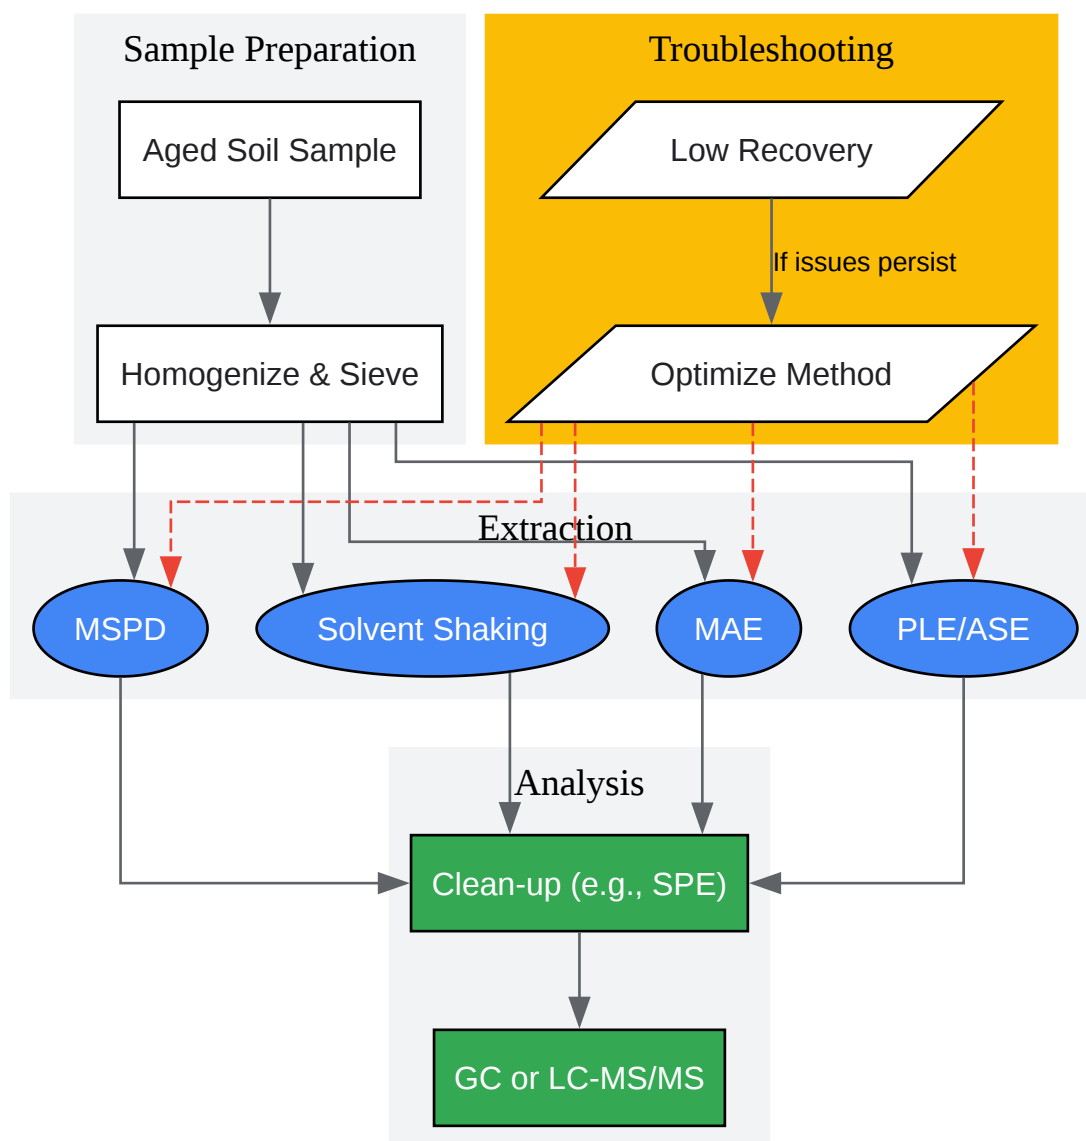 Sample Preparation
Aged Soil Sample
Homogenize & Sieve
Troubleshooting
Low Recovery
If issues persist
Optimize Method
Extraction
MSPD
Solvent Shaking
MAE
PLE/ASE
Analysis
Clean-up (e.g., SPE)
GC or LC-MS/MS